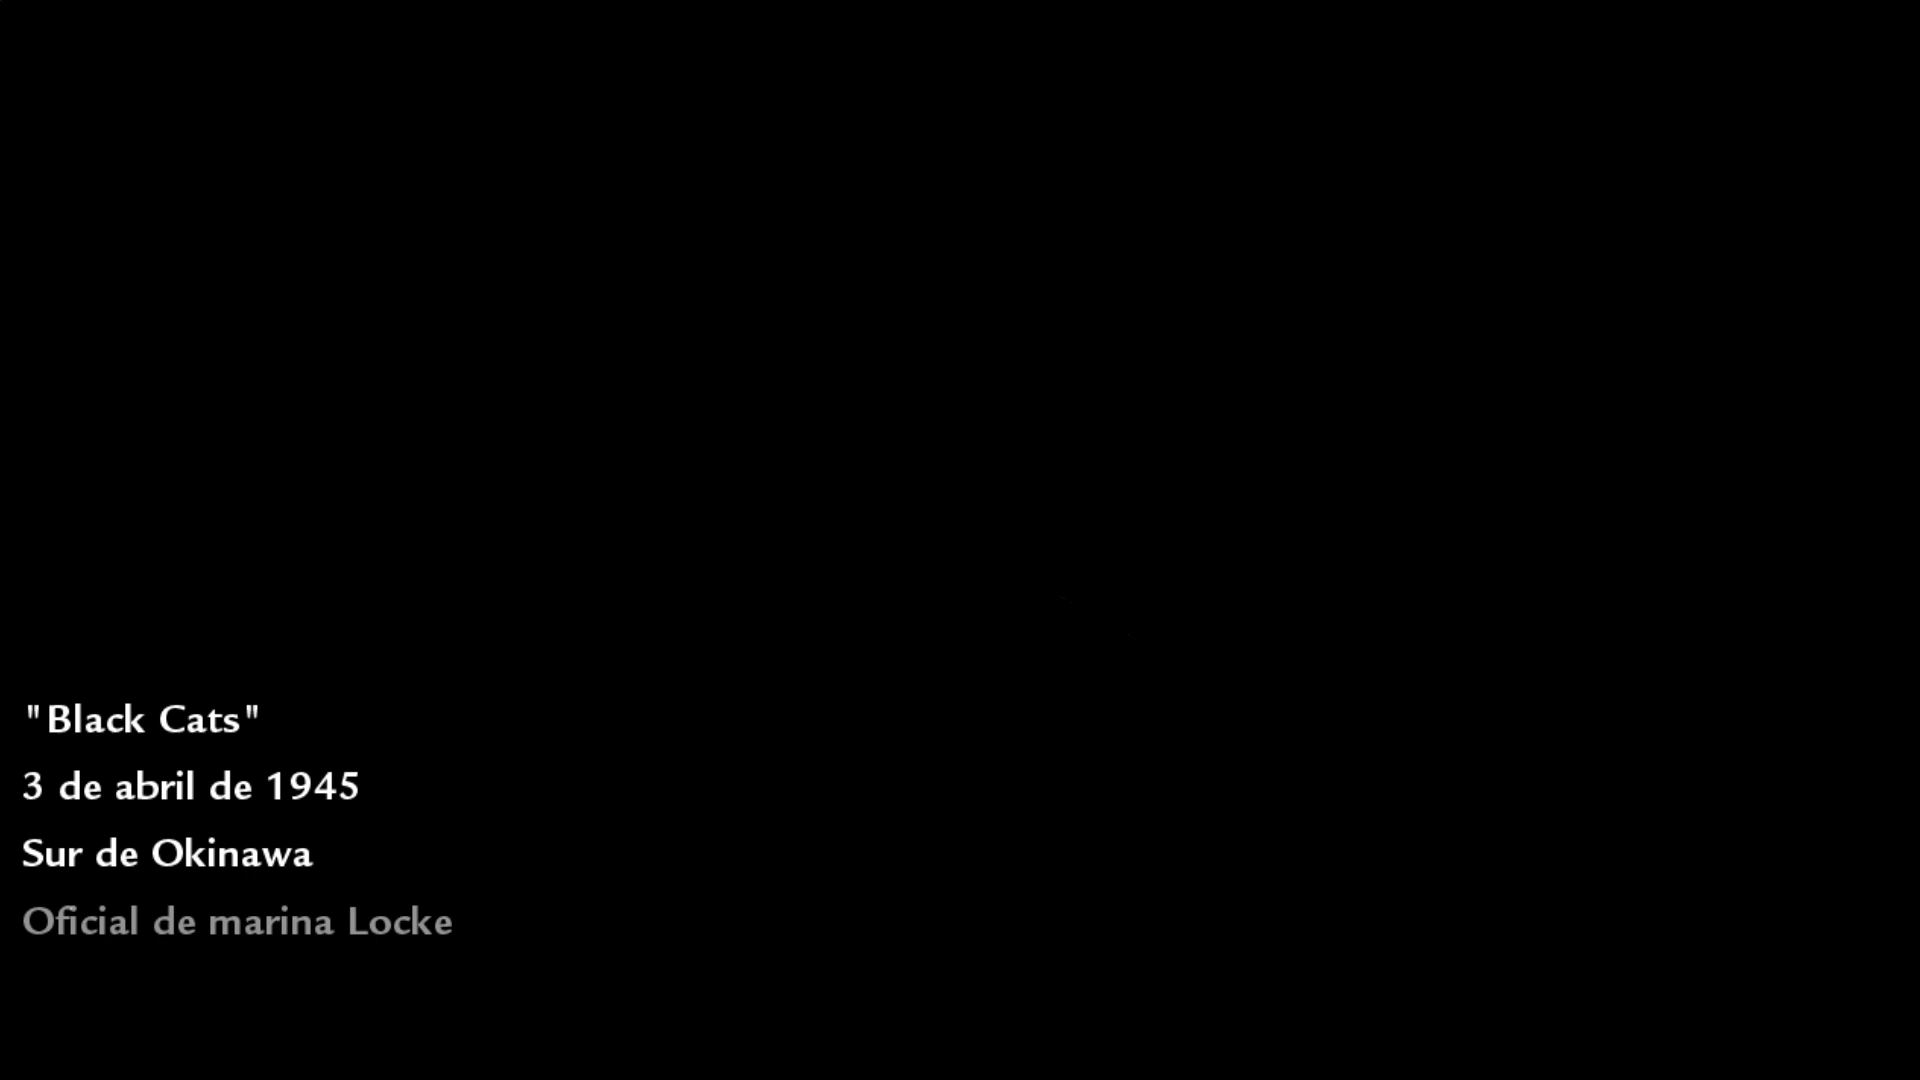 "Black Cats"
3 de abril de 1945
Sur de Okinawa
Oficial de marina Locke